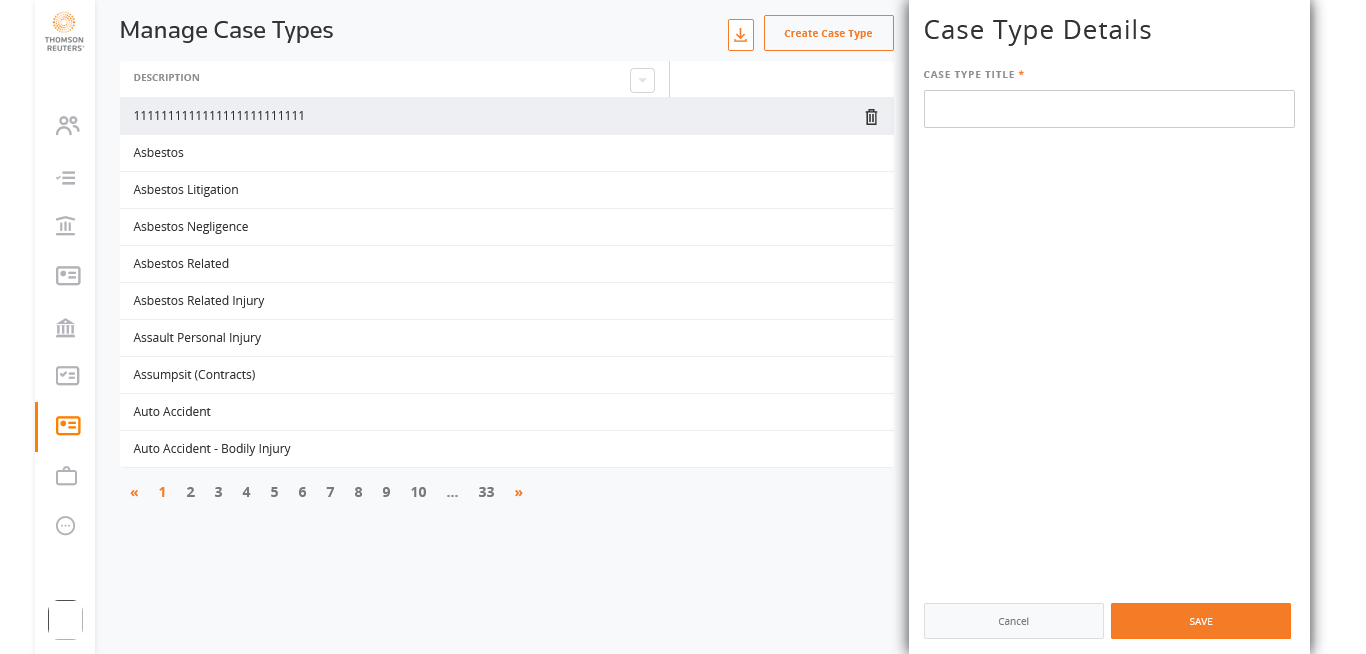 THOMSON
REUTERS
Manage Case Types
Create Case Type
DESCRIPTION
1111111111111111111111111
Asbestos
Asbestos Litigation
Asbestos Negligence
Asbestos Related
Asbestos Related Injury
Assault Personal Injury
Assumpsit (Contracts)
Auto Accident
Auto Accident - Bodily Injury
« 1 2 3 4 5 6 7 8 9 10 ... 33 »
Case Type Details
CASE TYPE TITLE *
Cancel
SAVE